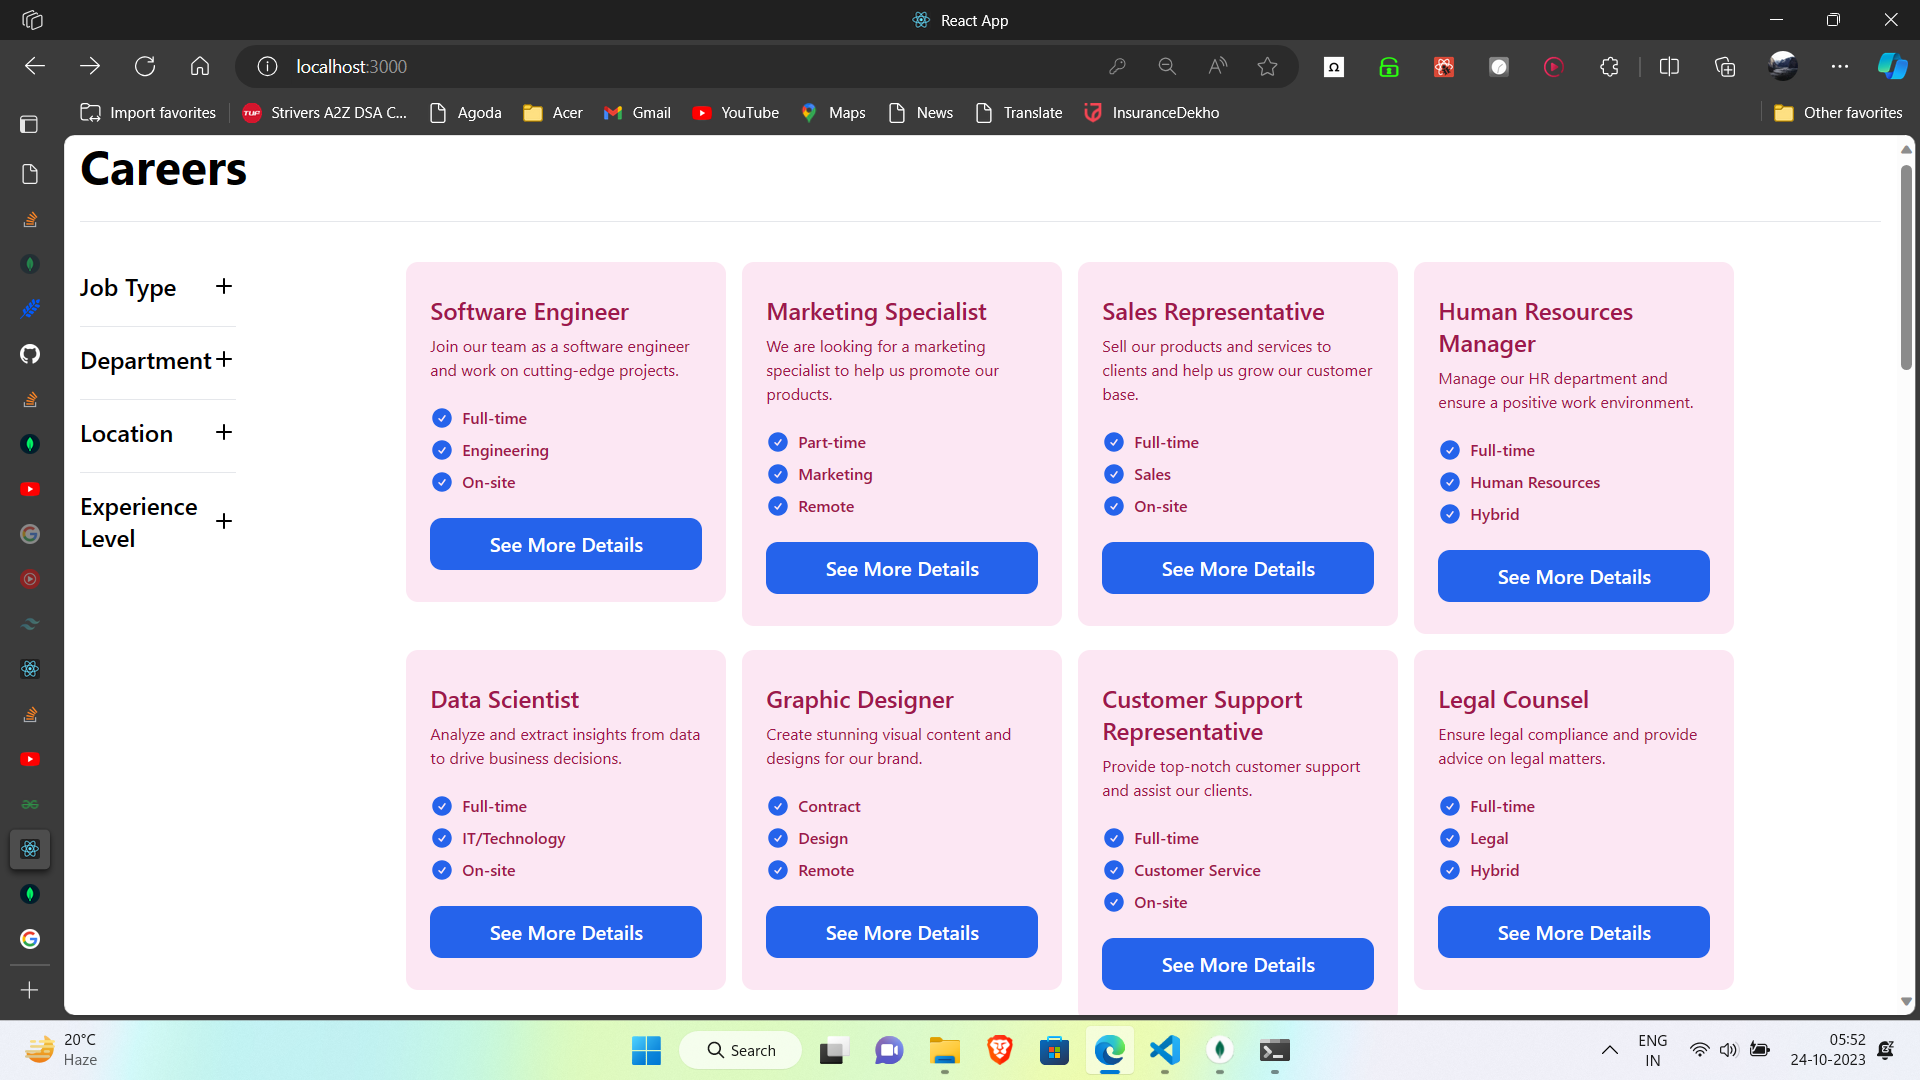 React App
localhost:3000
Import favorites
Strivers A2Z DSA C...
Agoda
Acer
Gmail
YouTube
Maps
News
Translate
InsuranceDekho
Other favorites
Careers
Job Type
Department
Location
Experience
Level
Software Engineer
Join our team as a software engineer
and work on cutting-edge projects.
Full-time
Engineering
On-site
See More Details
Marketing Specialist
We are looking for a marketing
specialist to help us promote our
products.
Part-time
Marketing
Remote
See More Details
Sales Representative
Sell our products and services to
clients and help us grow our customer
base.
Full-time
Sales
On-site
See More Details
Human Resources
Manager
Manage our HR department and
ensure a positive work environment.
Full-time
Human Resources
Hybrid
See More Details
Data Scientist
Analyze and extract insights from data
to drive business decisions.
Full-time
IT/Technology
On-site
See More Details
Graphic Designer
Create stunning visual content and
designs for our brand.
Contract
Design
Remote
See More Details
Customer Support
Representative
Provide top-notch customer support
and assist our clients.
Full-time
Customer Service
On-site
See More Details
Legal Counsel
Ensure legal compliance and provide
advice on legal matters.
Full-time
Legal
Hybrid
See More Details
20°C
Haze
Search
ENG
IN
05:52
24-10-2023